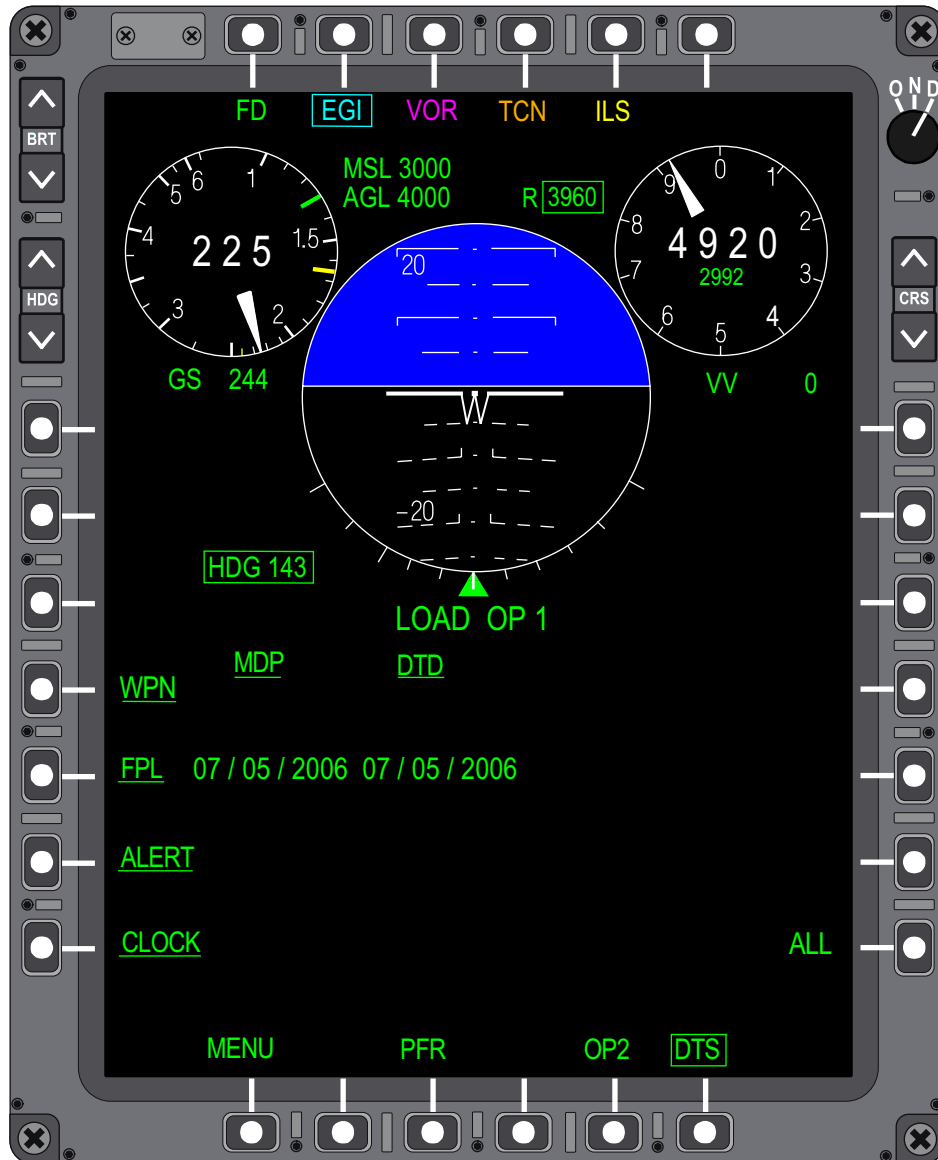 O N D
BRT
HDG
CRS
FD EGI VOR TCN ILS
MSL 3000
AGL 4000
R 3960
5 6 1 1.5 2 3 4
225
GS 244
0 1 2 3 4 5 6 7 8 9
4920
2992
VV 0
20
-20
HDG 143
LOAD OP 1
MDP DTD
WPN
FPL 07 / 05 / 2006 07 / 05 / 2006
ALERT
CLOCK
ALL
MENU PFR OP2 DTS